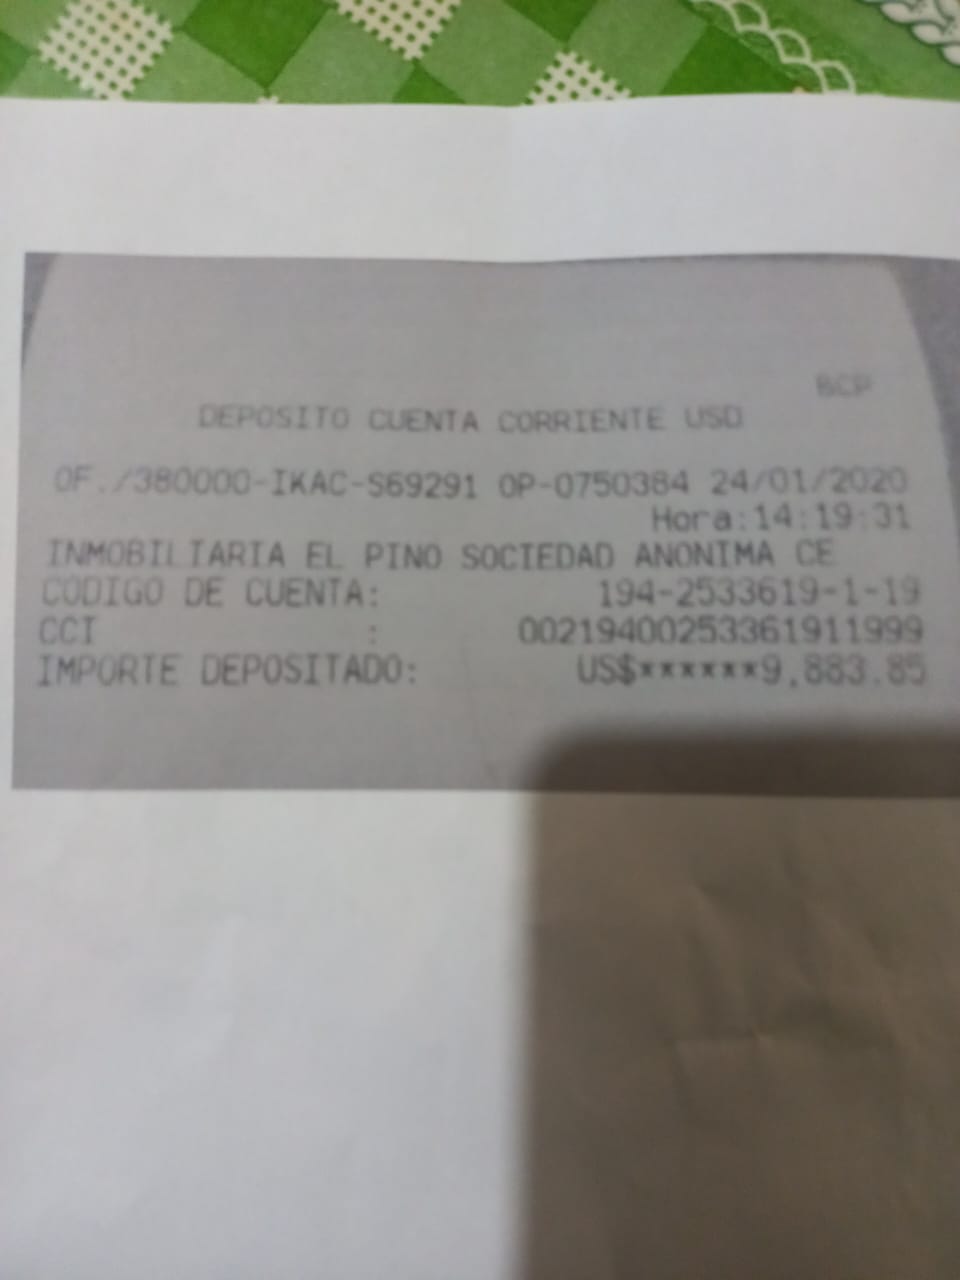 BCP
DEPOSITO CUENTA CORRIENTE USD
OF./380000-IKAC-S69291 OP-0750384 24/01/2020
Hora:14:19:31
INMOBILIARIA EL PINO SOCIEDAD ANONIMA CE
CODIGO DE CUENTA: 194-2533619-1-19
CCI : 00219400253361911999
IMPORTE DEPOSITADO: US$******9,883.85